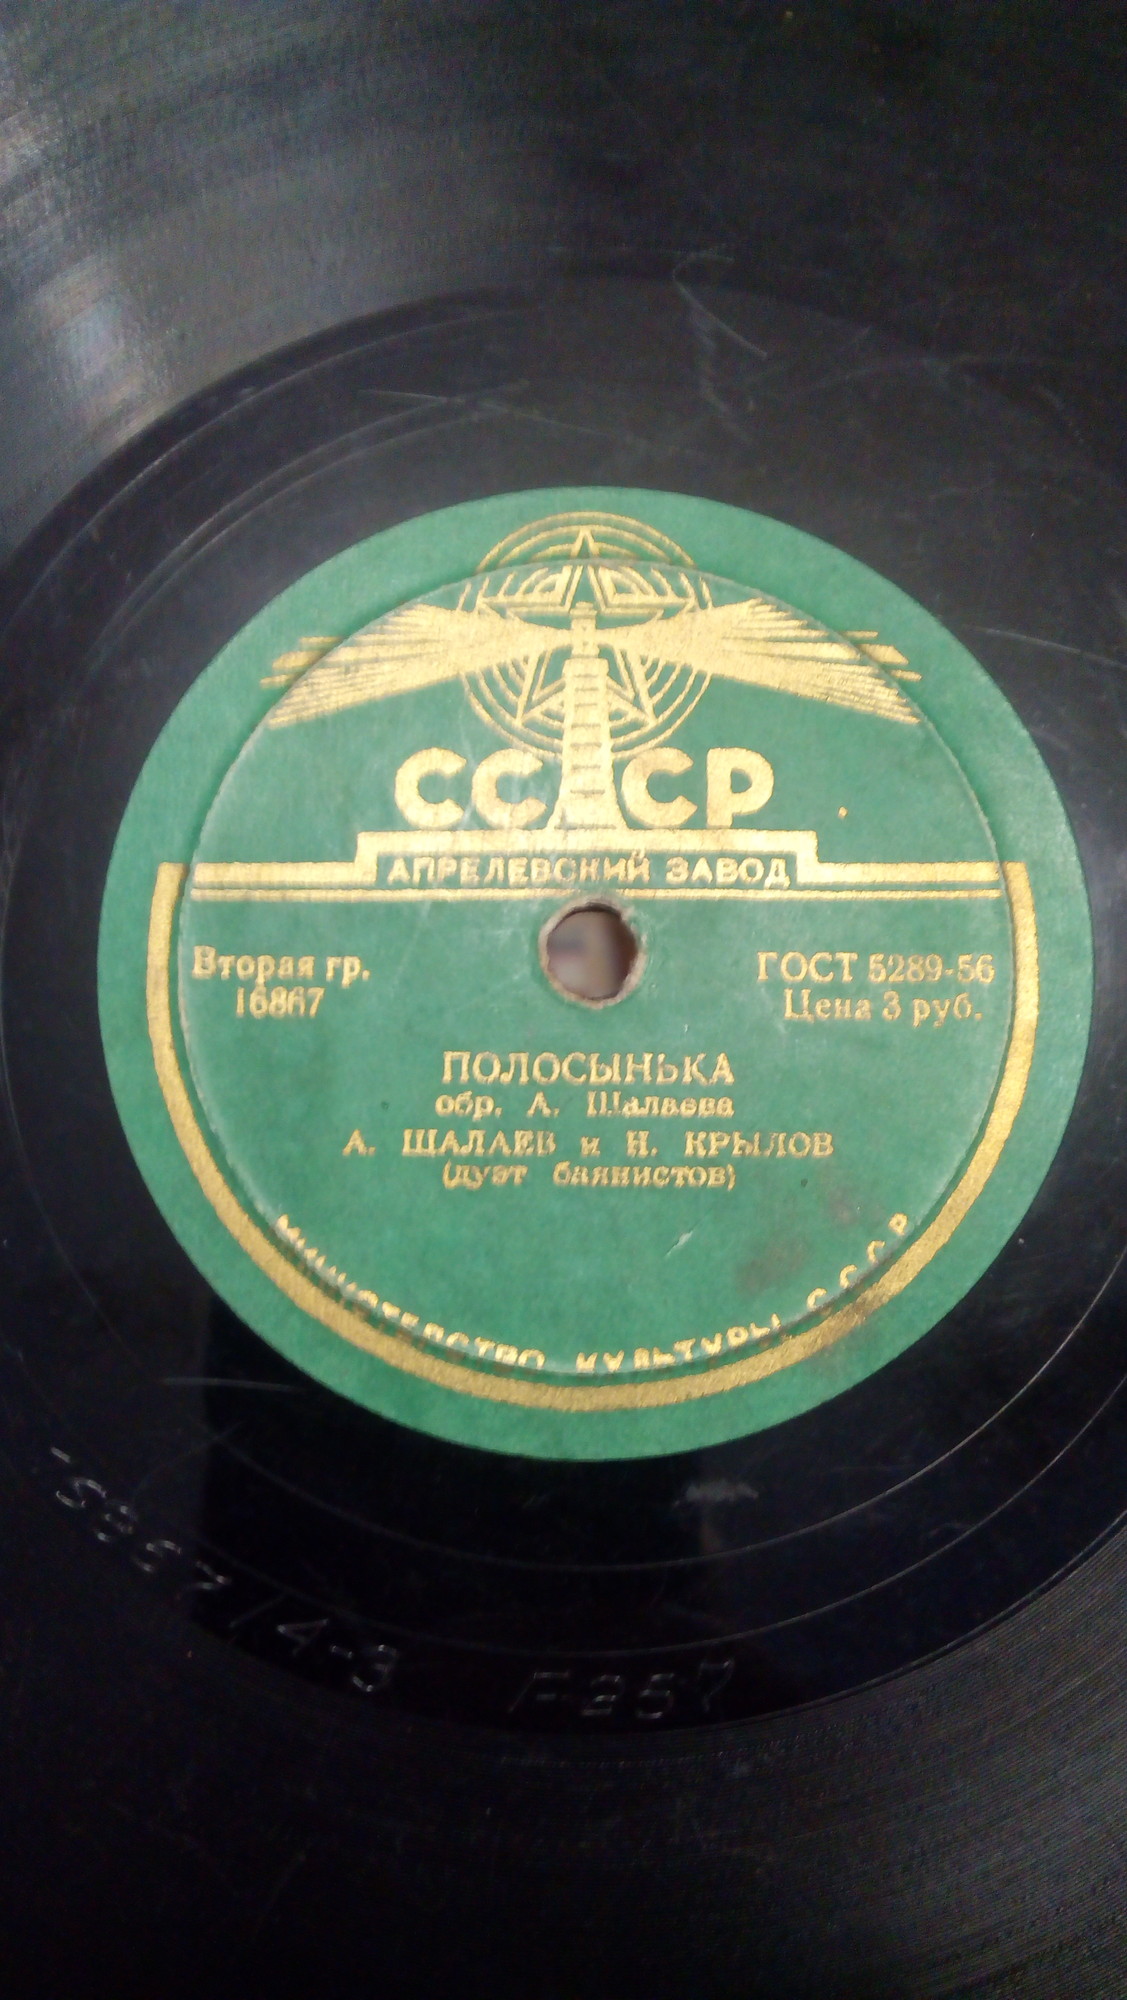 СССР
АПРЕЛЕВСКИЙ ЗАВОД
Вторая гр.
16867
ГОСТ 5289-56
Цена 3 руб.
ПОЛОСЫНЬКА
обр. А. Шалаева
А. ШАЛАЕВ и Н. КРЫЛОВ
(дуэт баянистов)
МИНИСТЕРСТВО КУЛЬТУРЫ СССР
F-257